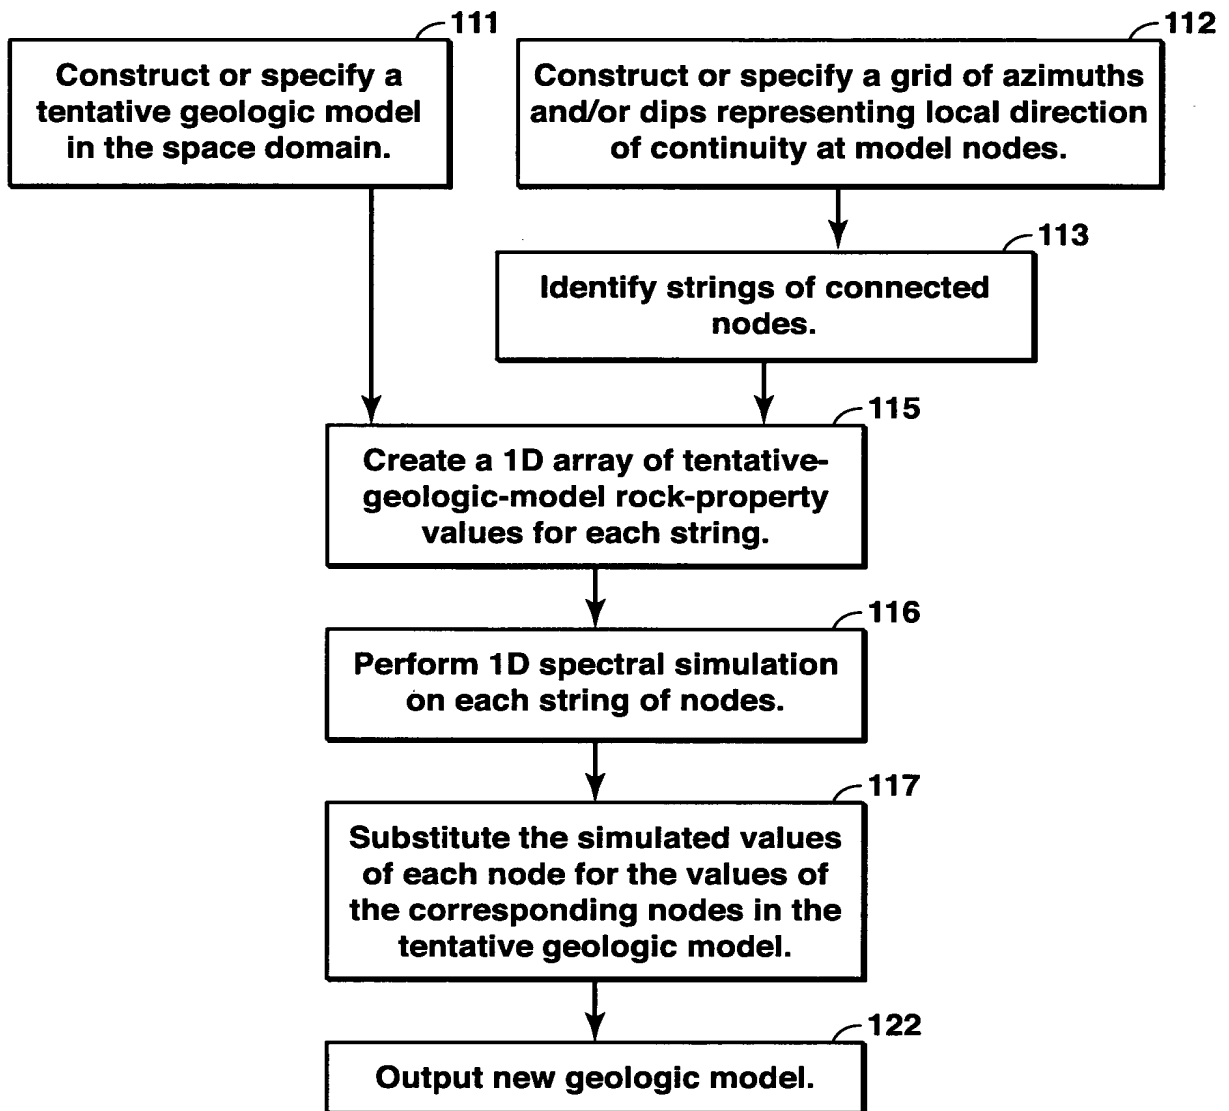 111
Construct or specify a
tentative geologic model
in the space domain.
112
Construct or specify a grid of azimuths
and/or dips representing local direction
of continuity at model nodes.
113
Identify strings of connected
nodes.
115
Create a 1D array of tentative-
geologic-model rock-property
values for each string.
116
Perform 1D spectral simulation
on each string of nodes.
117
Substitute the simulated values
of each node for the values of
the corresponding nodes in the
tentative geologic model.
122
Output new geologic model.